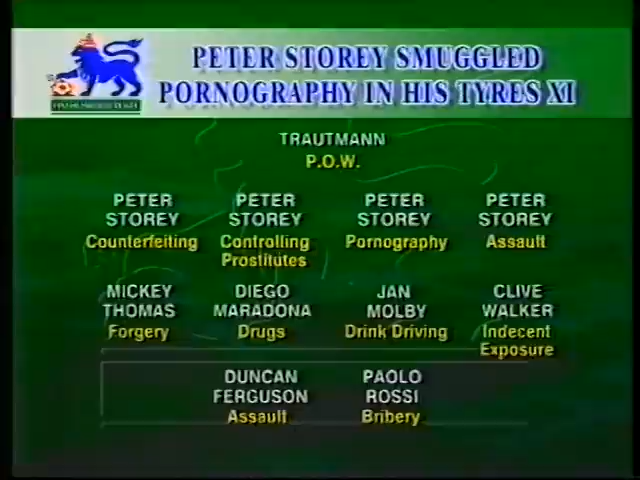 PETER STOREY SMUGGLED
PORNOGRAPHY IN HIS TYRES XI
TRAUTMANN
P.O.W.
PETER STOREY
Counterfeiting
PETER STOREY
Controlling Prostitutes
PETER STOREY
Pornography
PETER STOREY
Assault
MICKEY THOMAS
Forgery
DIEGO MARADONA
Drugs
JAN MOLBY
Drink Driving
CLIVE WALKER
Indecent Exposure
DUNCAN FERGUSON
Assault
PAOLO ROSSI
Bribery